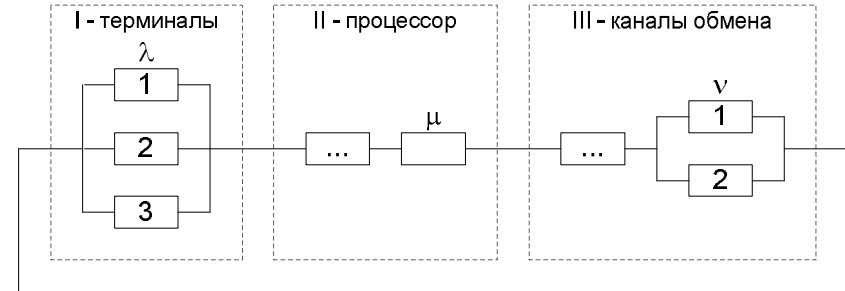 I - терминалы
II - процессор
III - каналы обмена
λ
1
2
3
...
μ
...
ν
1
2